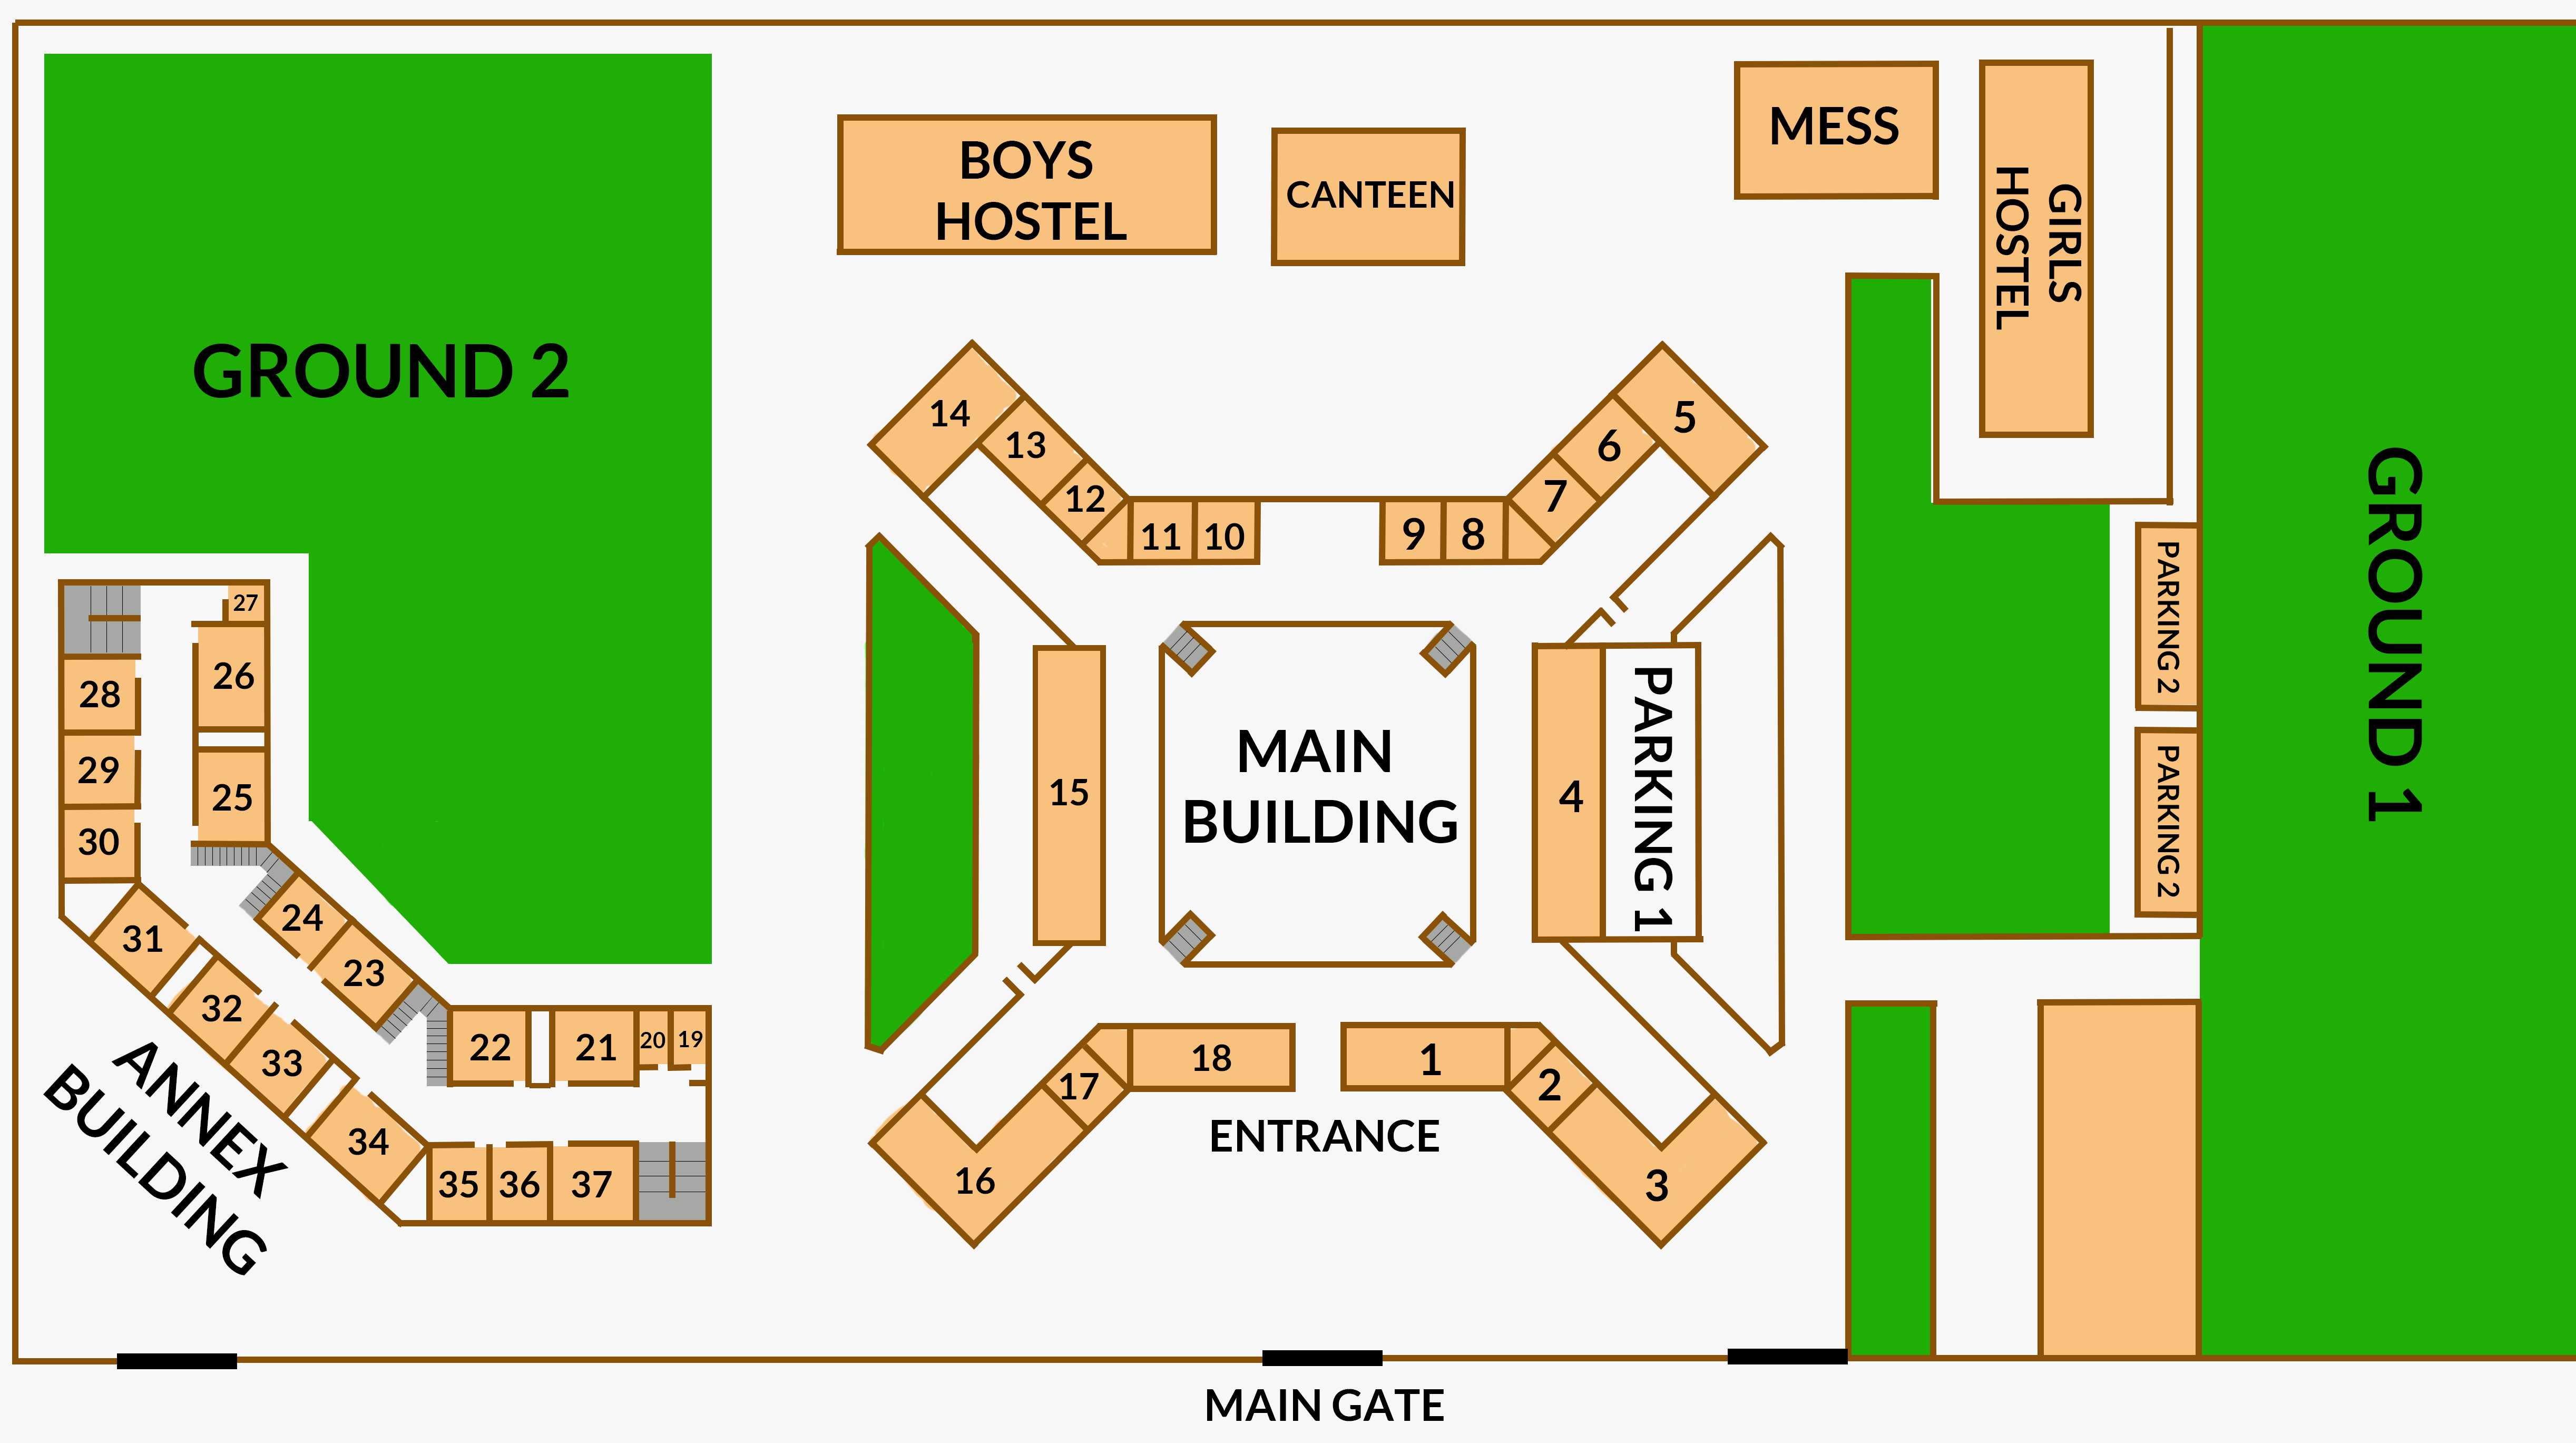 BOYS
HOSTEL
CANTEEN
MESS
GIRLS
HOSTEL
GROUND 2
GROUND 1
14
13
12
11
10
9
8
7
6
5
PARKING 2
PARKING 2
27
26
28
29
25
30
15
MAIN
BUILDING
4
PARKING 1
24
23
31
32
33
34
22
21
20
19
35
36
37
ANNEX
BUILDING
18
17
16
1
2
3
ENTRANCE
MAIN GATE